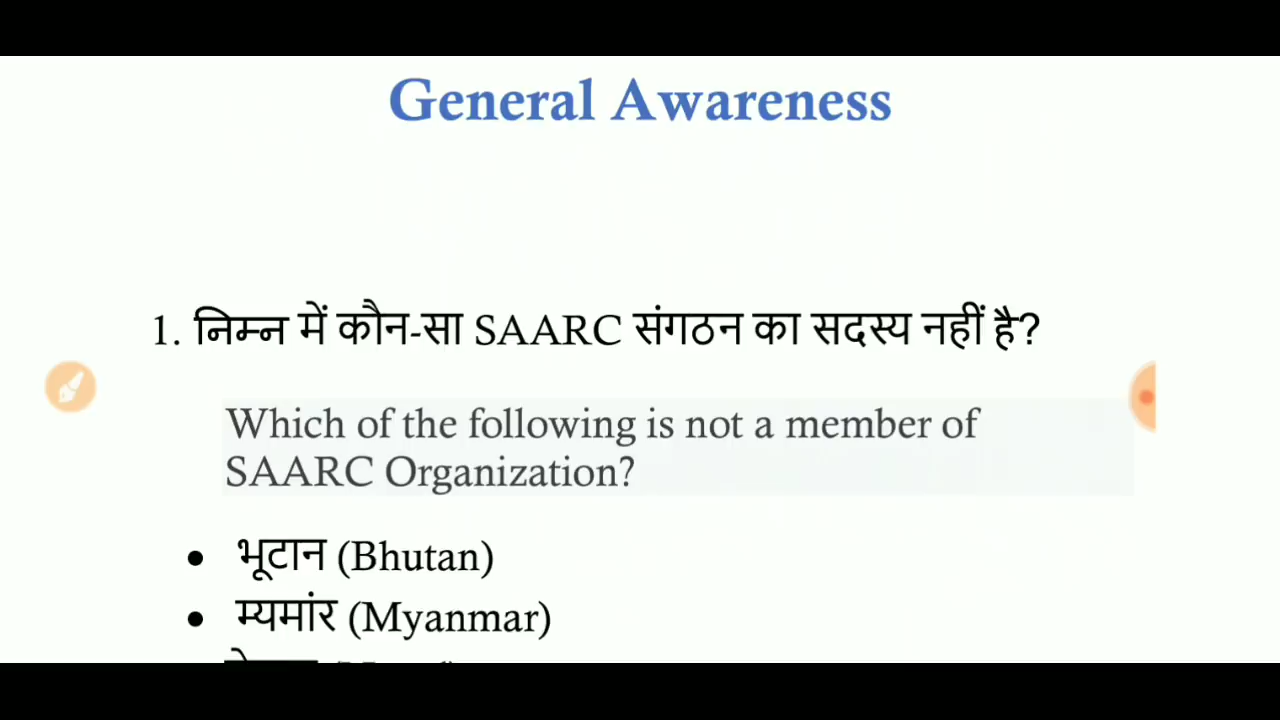 General Awareness
1. निम्न में कौन-सा SAARC संगठन का सदस्य नहीं है?
Which of the following is not a member of
SAARC Organization?
• भूटान (Bhutan)
• म्यमांर (Myanmar)